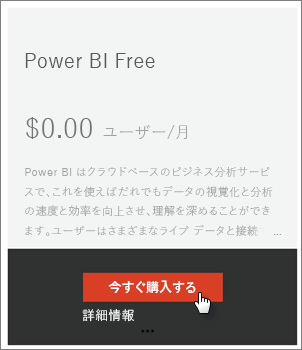 Power BI Free
$0.00 ユーザー/月
Power BI はクラウドベースのビジネス分析サービ
スで、これを使えばだれでもデータの視覚化と分析
の速度と効率を向上させ、理解を深めることができ
ます。ユーザーはさまざまなライブ データと接続 ...
今すぐ購入する
詳細情報
•••